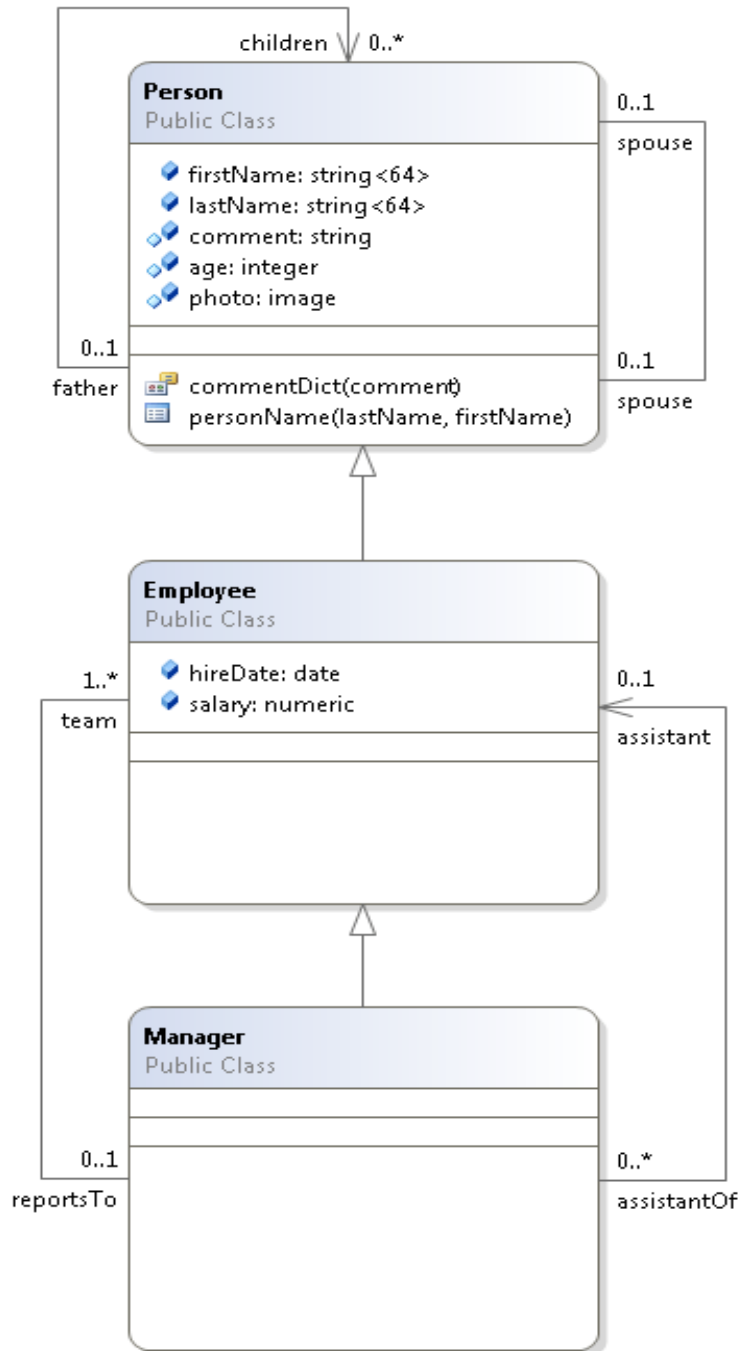 children 0..*
Person
Public Class
0..1
spouse
firstName: string<64>
lastName: string<64>
comment: string
age: integer
photo: image
0..1
father
0..1
spouse
commentDict(comment)
personName(lastName, firstName)
Employee
Public Class
1..*
team
hireDate: date
salary: numeric
0..1
assistant
Manager
Public Class
0..1
reportsTo
0..*
assistantOf